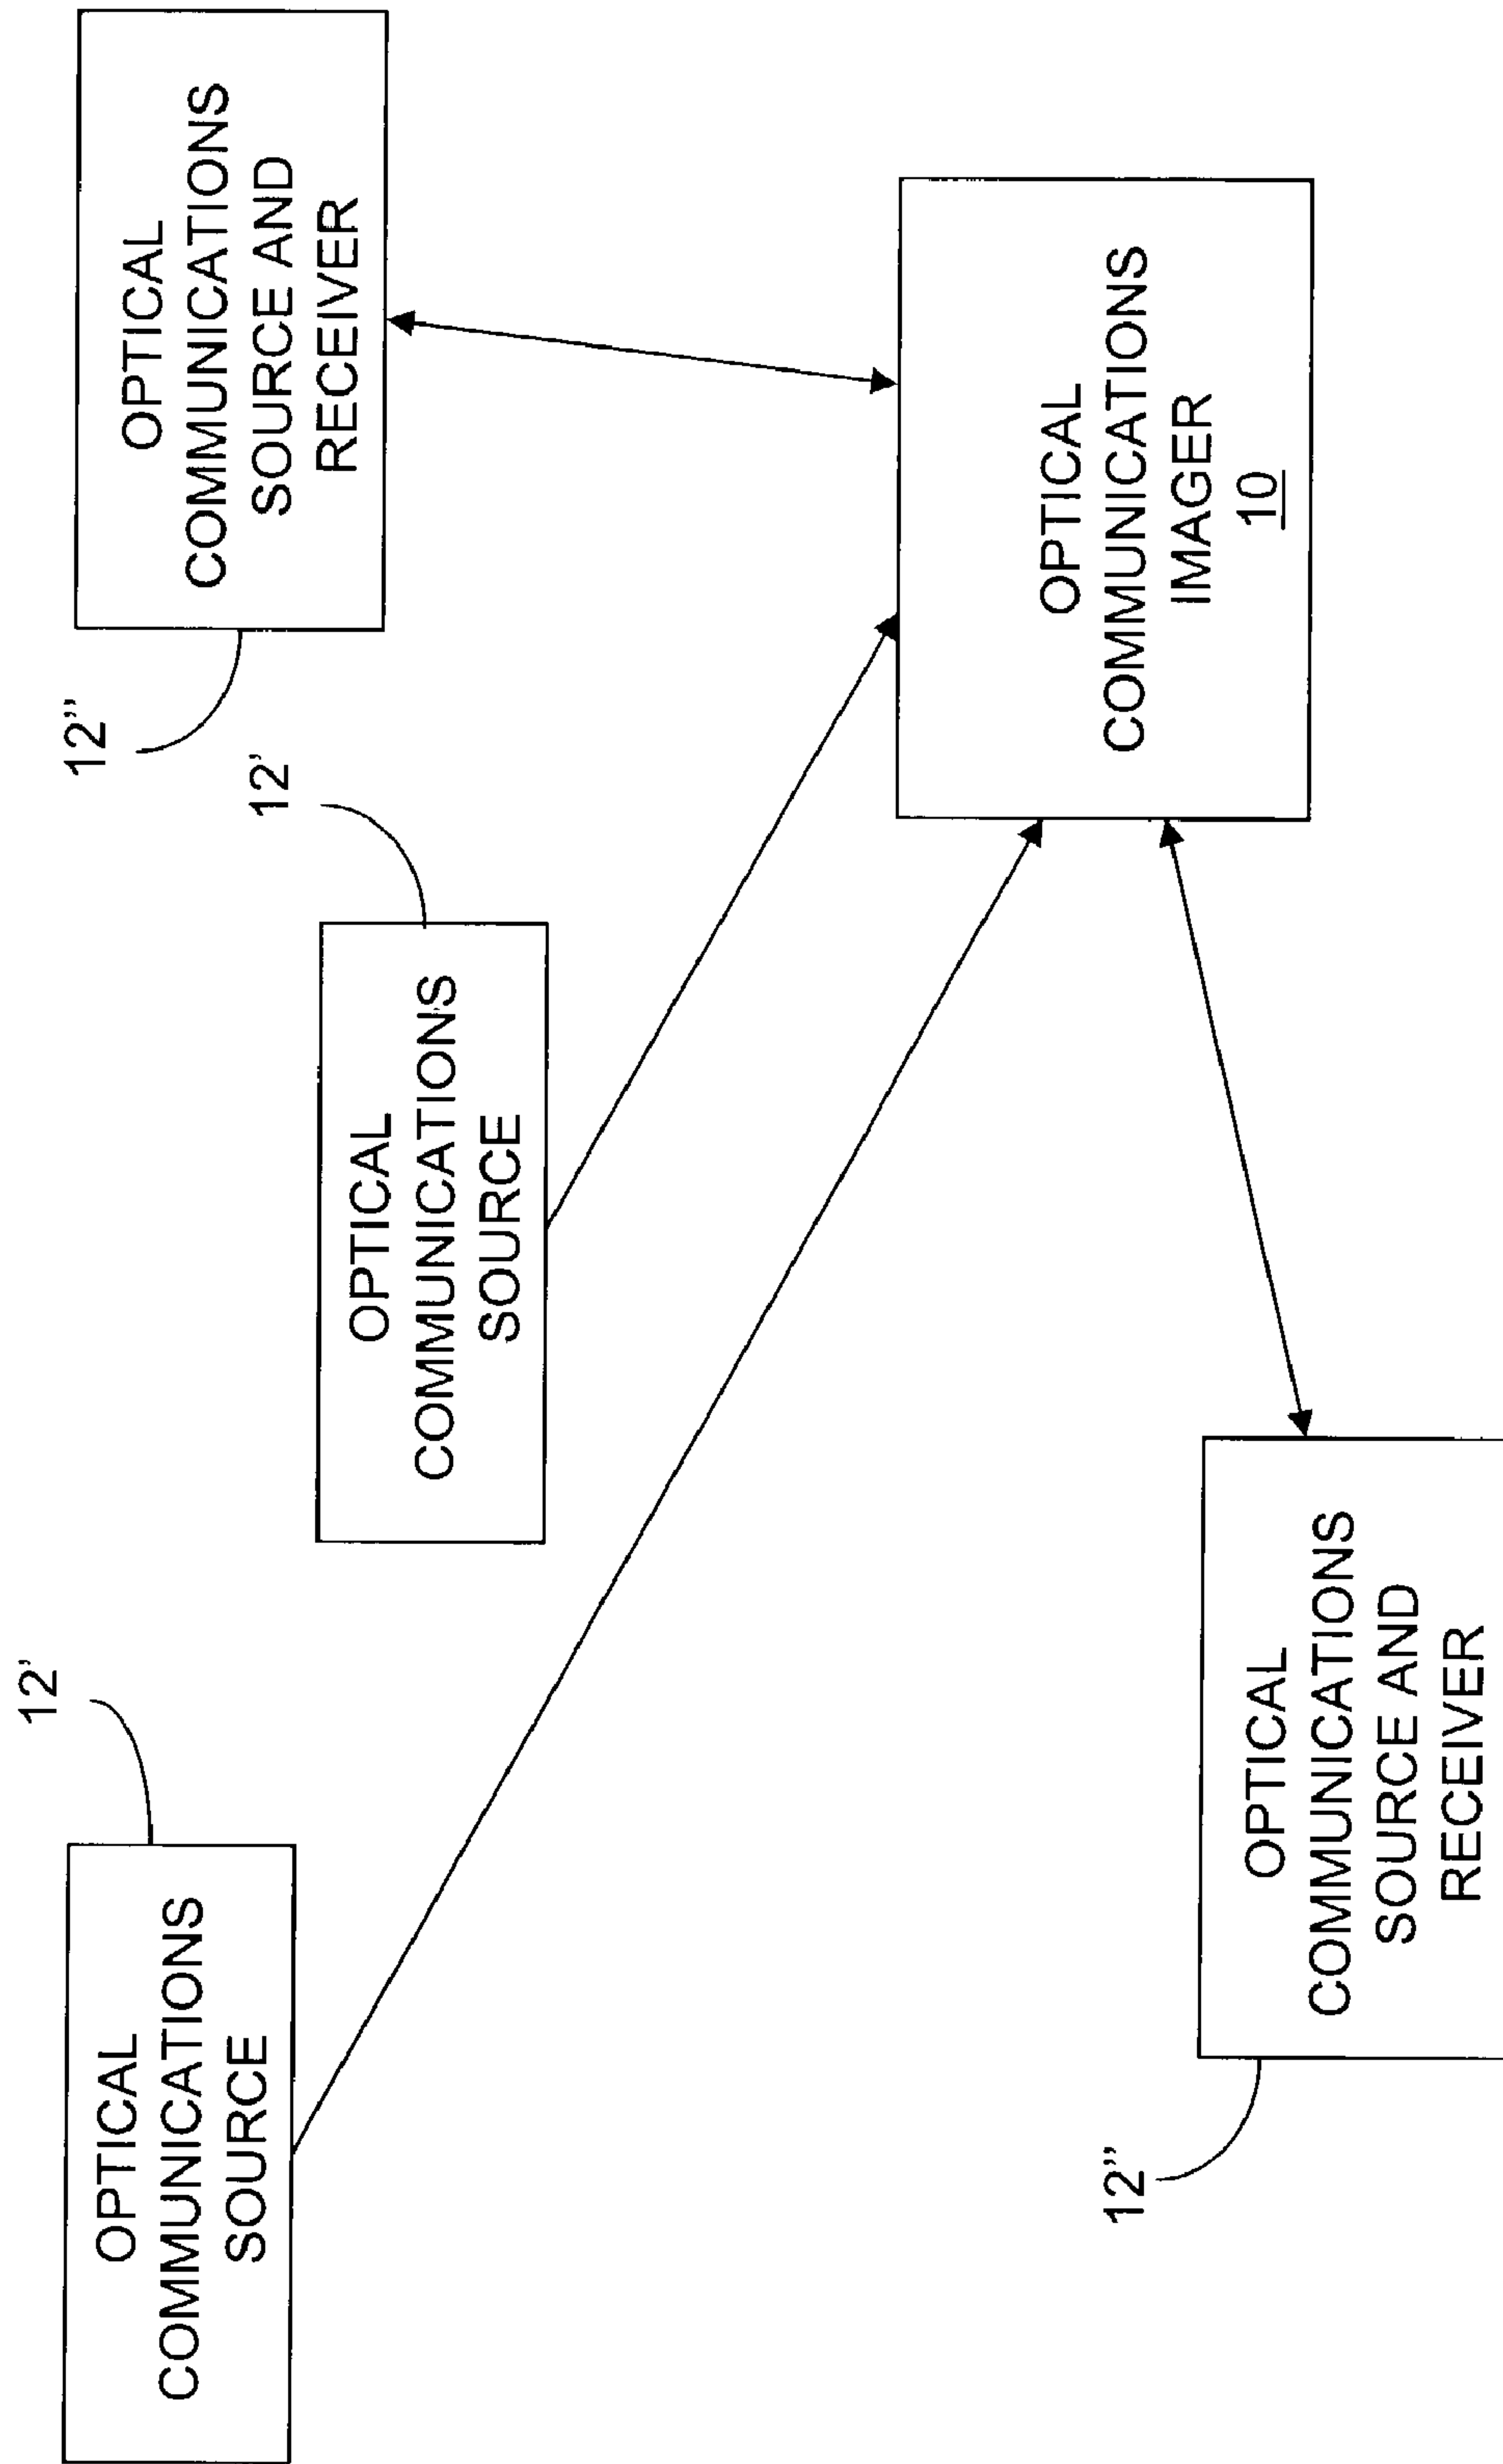 12'
OPTICAL
COMMUNICATIONS
SOURCE
12'
OPTICAL
COMMUNICATIONS
SOURCE
12"
OPTICAL
COMMUNICATIONS
SOURCE AND
RECEIVER
OPTICAL
COMMUNICATIONS
IMAGER
10
12"
OPTICAL
COMMUNICATIONS
SOURCE AND
RECEIVER